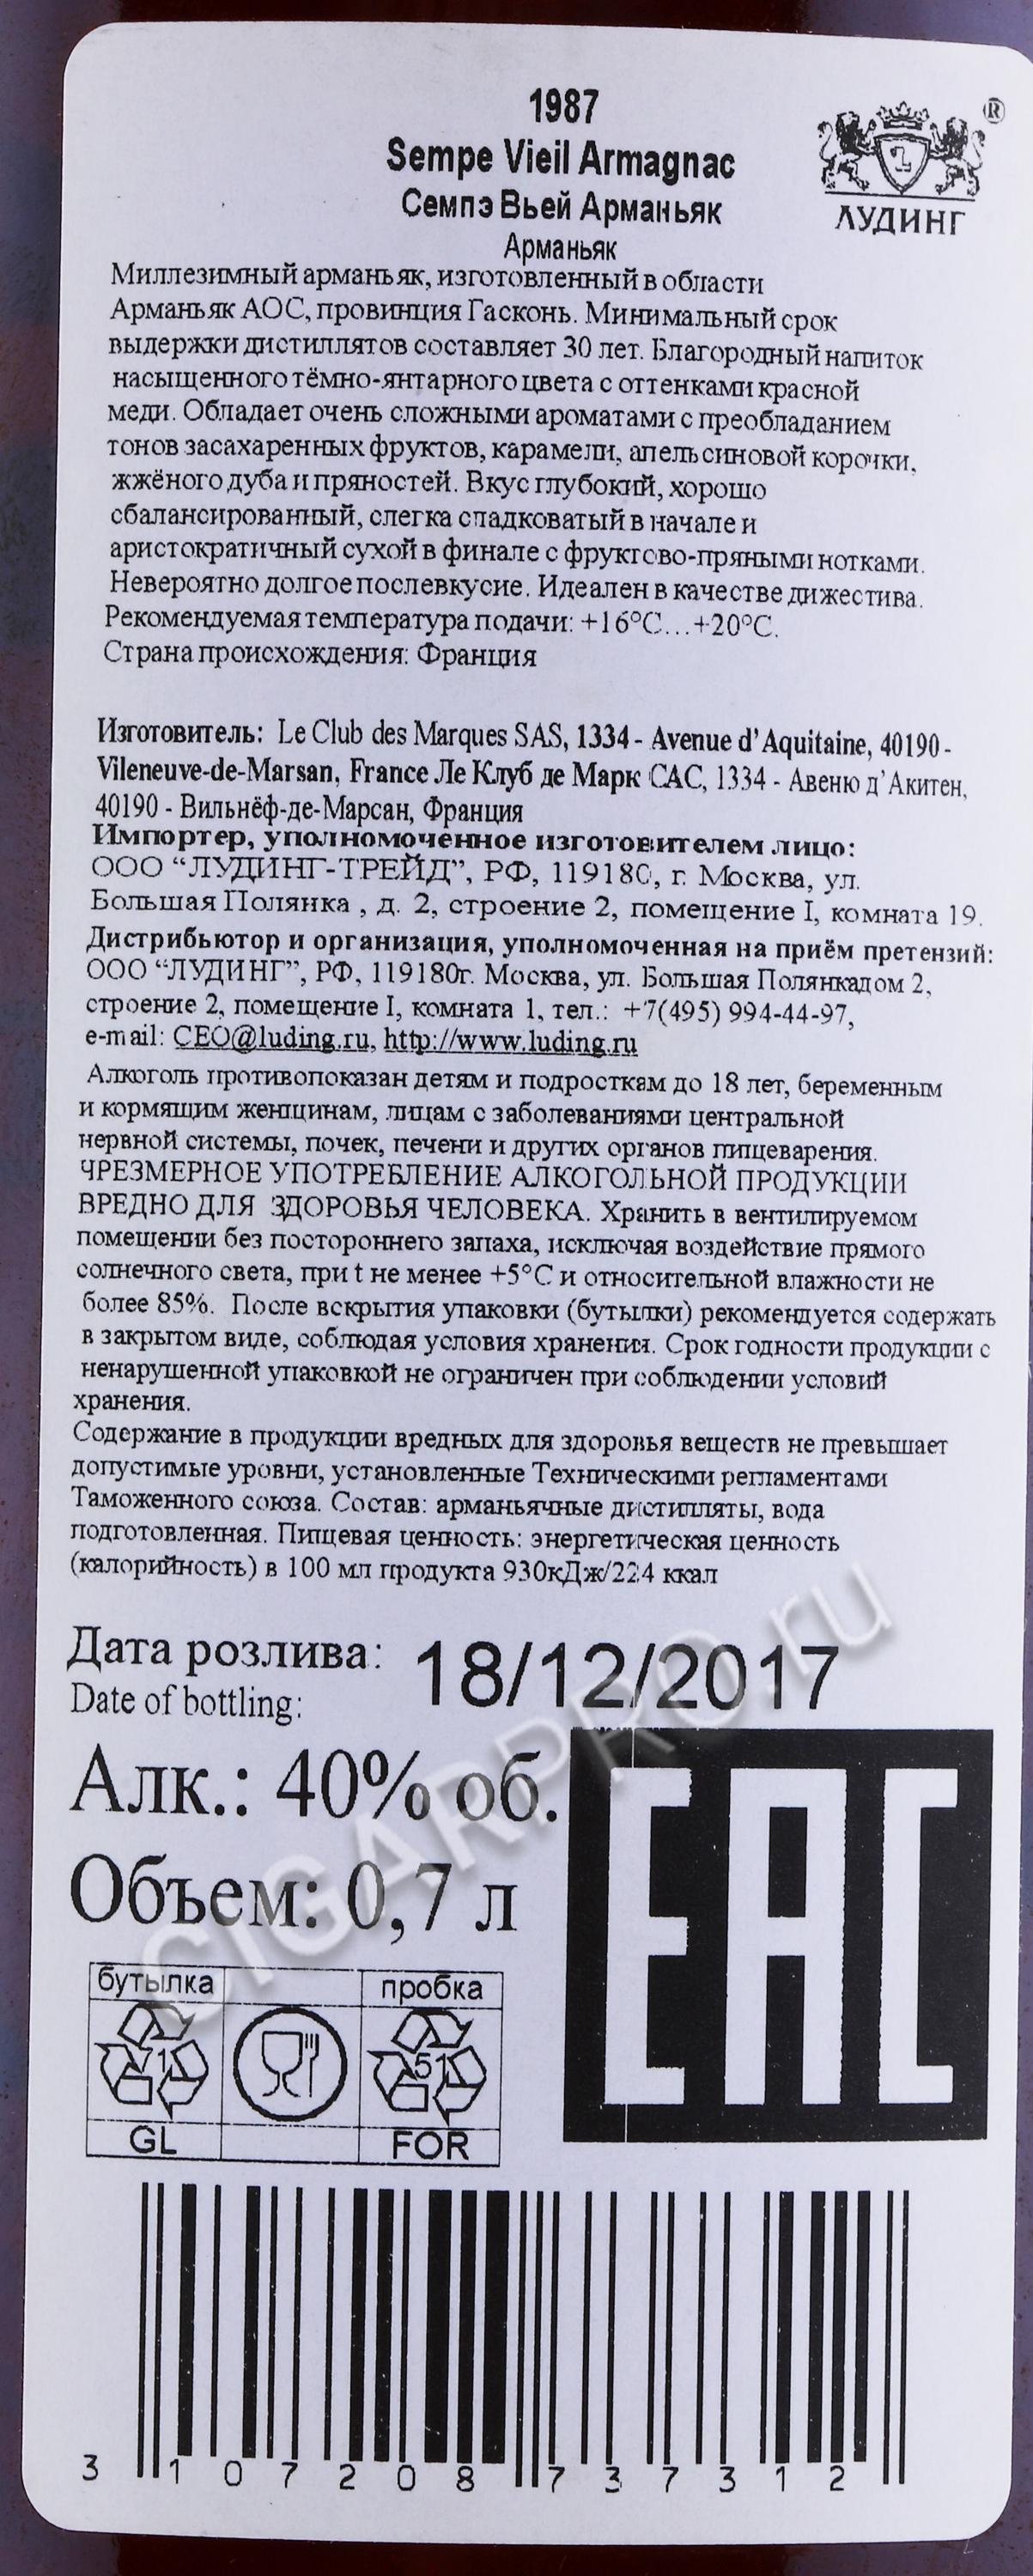 1987
Sempe Vieil Armagnac
Семпэ Вьей Арманьяк
Арманьяк
®
ЛУДИНГ
Миллезимный арманьяк, изготовленный в области
Арманьяк АОС, провинция Гасконь. Минимальный срок
выдержки дистиллятов составляет 30 лет. Благородный напиток
насыщенного тёмно-янтарного цвета с оттенками красной
меди. Обладает очень сложными ароматами с преобладанием
тонов засахаренных фруктов, карамели, апельсиновой корочки,
жжёного дуба и пряностей. Вкус глубокий, хорошо
сбалансированный, слегка сладковатый в начале и
аристократичный сухой в финале с фруктово-пряными нотками.
Невероятно долгое послевкусие. Идеален в качестве дижестива.
Рекомендуемая температура подачи: +16°С...+20°С.
Страна происхождения: Франция
Изготовитель: Le Club des Marques SAS, 1334 - Avenue d'Aquitaine, 40190 -
Vileneuve-de-Marsan, France Ле Клуб де Марк САС, 1334 - Авеню д'Акитен,
40190 - Вильнёф-де-Марсан, Франция
Импортер, уполномоченное изготовителем лицо:
ООО “ЛУДИНГ-ТРЕЙД”, РФ, 119180, г. Москва, ул.
Большая Полянка , д. 2, строение 2, помещение I, комната 19.
Дистрибьютор и организация, уполномоченная на приём претензий:
ООО “ЛУДИНГ”, РФ, 119180г. Москва, ул. Большая Полянкадом 2,
строение 2, помещение I, комната 1, тел.: +7(495) 994-44-97,
e-mail: CEO@luding.ru, http://www.luding.ru
Алкоголь противопоказан детям и подросткам до 18 лет, беременным
и кормящим женщинам, лицам с заболеваниями центральной
нервной системы, почек, печени и других органов пищеварения.
ЧРЕЗМЕРНОЕ УПОТРЕБЛЕНИЕ АЛКОГОЛЬНОЙ ПРОДУКЦИИ
ВРЕДНО ДЛЯ ЗДОРОВЬЯ ЧЕЛОВЕКА. Хранить в вентилируемом
помещении без постороннего запаха, исключая воздействие прямого
солнечного света, при t не менее +5°С и относительной влажности не
более 85%. После вскрытия упаковки (бутылки) рекомендуется содержать
в закрытом виде, соблюдая условия хранения. Срок годности продукции с
ненарушенной упаковкой не ограничен при соблюдении условий
хранения.
Содержание в продукции вредных для здоровья веществ не превышает
допустимые уровни, установленные Техническими регламентами
Таможенного союза. Состав: арманьячные дистилляты, вода
подготовленная. Пищевая ценность: энергетическая ценность
(калорийность) в 100 мл продукта 930кДж/224 ккал
Дата розлива: 18/12/2017
Date of bottling:
Алк.: 40% об.
Объем: 0,7 л
EAC
CIGARPRO.ru
бутылка пробка
71 51
GL FOR
3 107208 737312